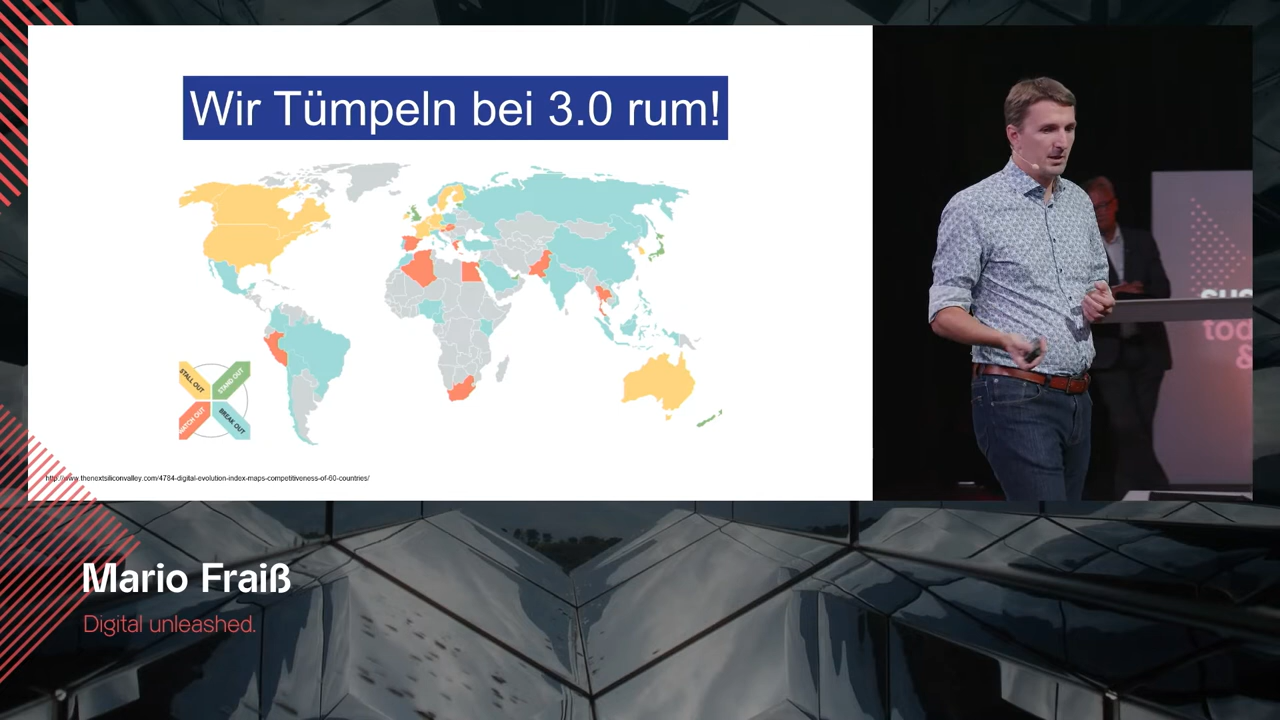 Wir Tümpeln bei 3.0 rum!
STALL OUT
STAND OUT
WATCH OUT
BREAK OUT
http://www.thenextsiliconvalley.com/4784-digital-evolution-index-maps-competitiveness-of-60-countries/
tod
&
Mario Fraiß
Digital unleashed.